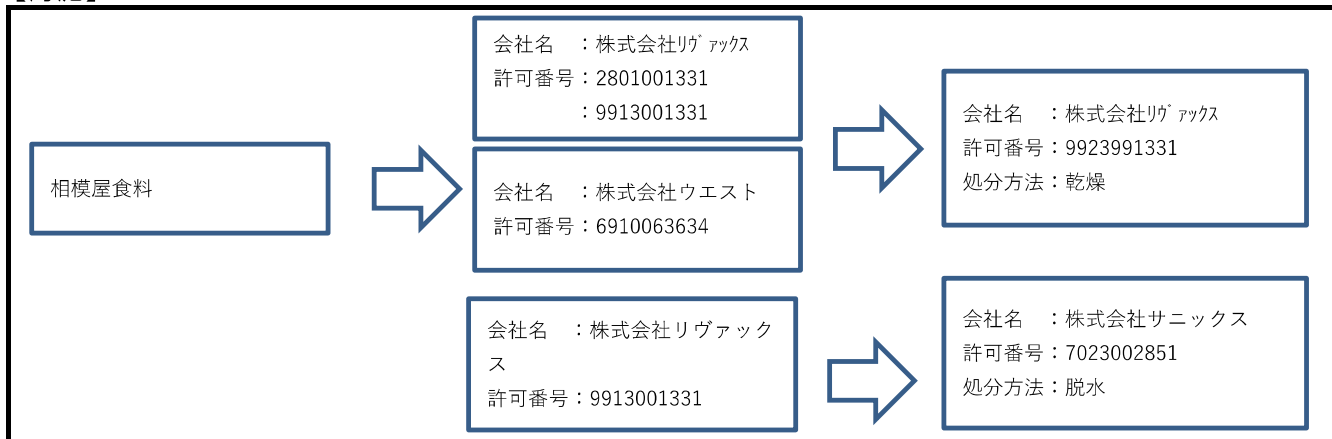 相模屋食料
会社名　：株式会社ﾘｳﾞｧｯｸｽ
許可番号：2801001331
：9913001331
会社名　：株式会社ウエスト
許可番号：6910063634
会社名　：株式会社リヴァック
ス
許可番号：9913001331
会社名　：株式会社ﾘｳﾞｧｯｸｽ
許可番号：9923991331
処分方法：乾燥
会社名　：株式会社サニックス
許可番号：7023002851
処分方法：脱水